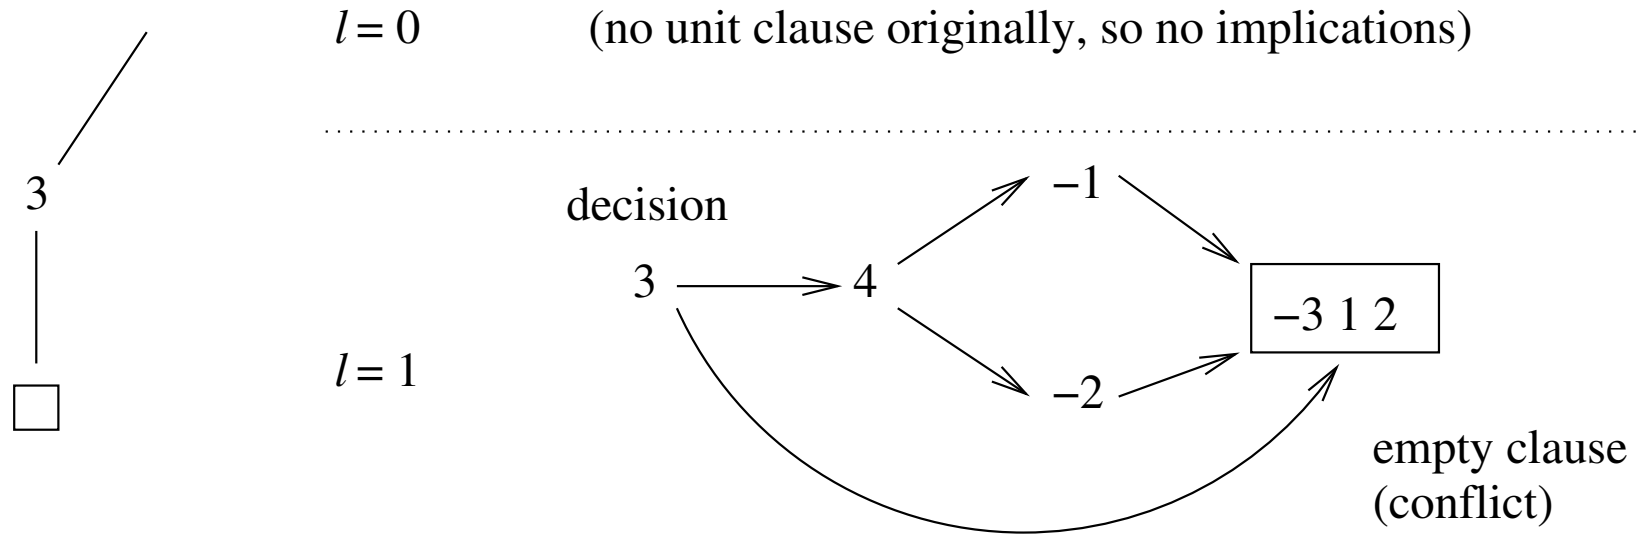 l = 0 (no unit clause originally, so no implications)
−1
3
decision
3 4
−3 1 2
l = 1
−2
empty clause
(conflict)